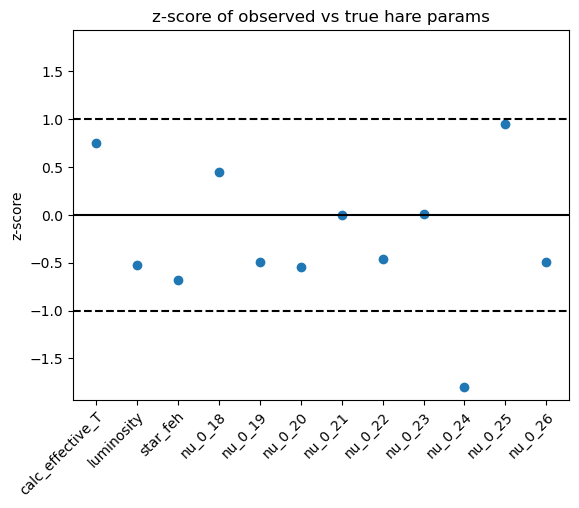 z-score of observed vs true hare params
z-score
1.5
1.0
0.5
0.0
−0.5
−1.0
−1.5
calc_effective_T
luminosity
star_feh
nu_0_18
nu_0_19
nu_0_20
nu_0_21
nu_0_22
nu_0_23
nu_0_24
nu_0_25
nu_0_26